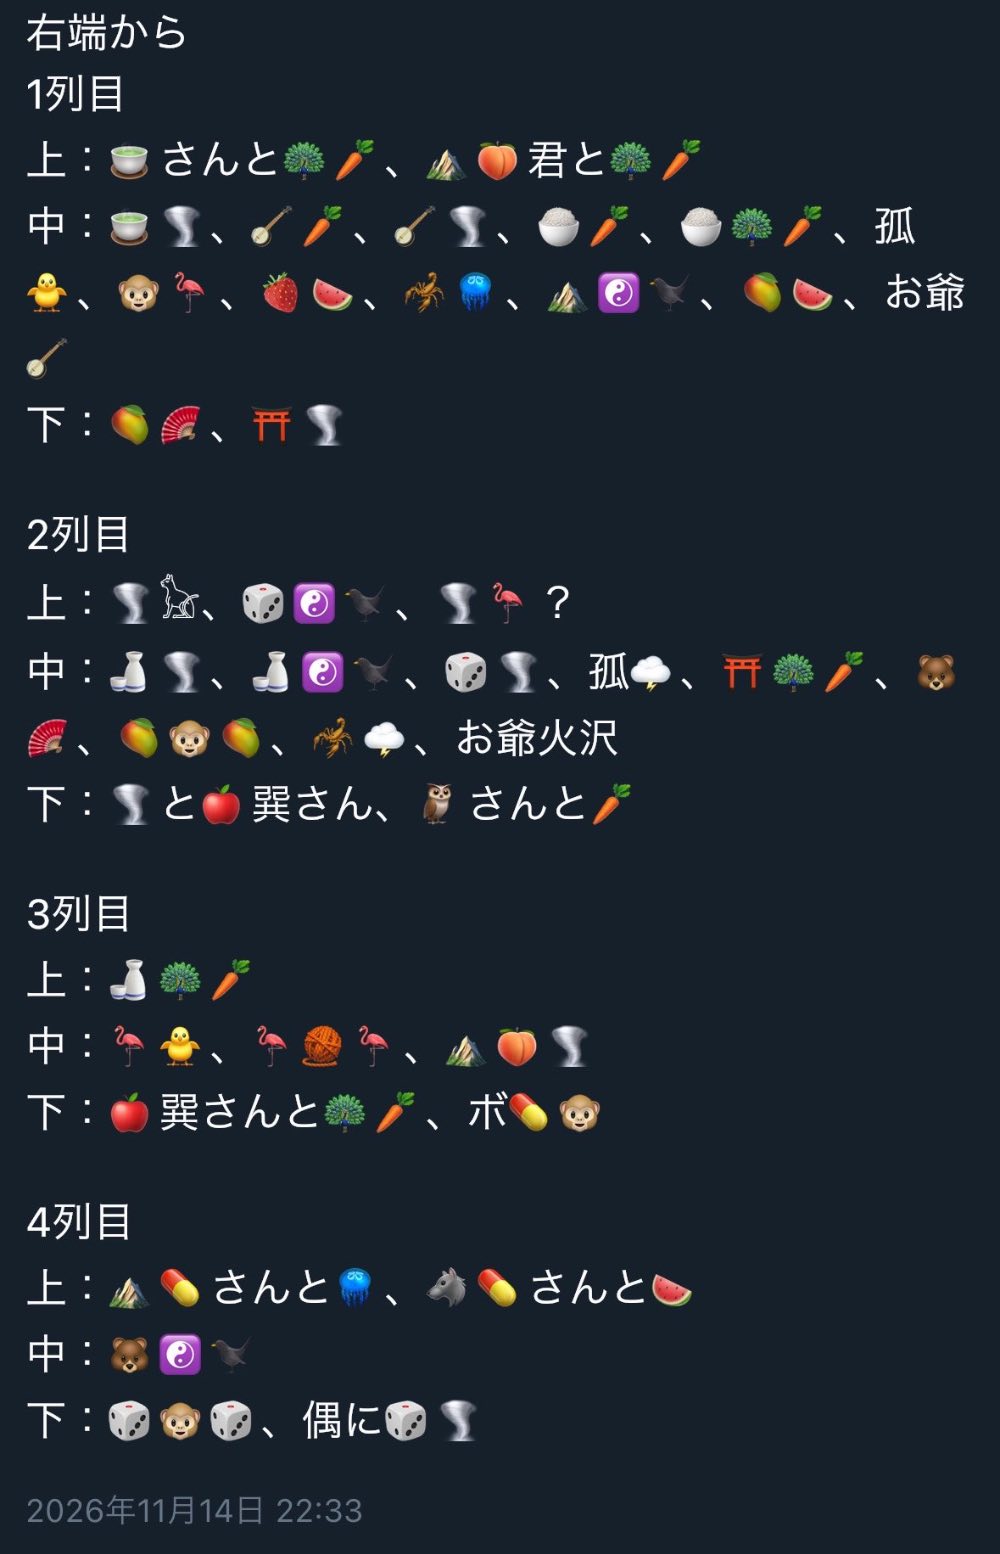 右端から
1列目
上：🍵さんと🦚🥕、⛰️🍑君と🦚🥕
中：🍵🌪️、🪕🥕、🪕🌪️、🍚🥕、🍚🦚🥕、孤
🐥、🐵🦩、🍓🍉、🦂🪼、⛰️☯️🐦‍⬛、🥭🍉、お爺
🪕
下：🥭🪭、⛩️🌪️
2列目
上：🌪️𓃩、🎲☯️🐦‍⬛、🌪️🦩？
中：🍶🌪️、🍶☯️🐦‍⬛、🎲🌪️、孤🌩️、⛩️🦚🥕、🐻
🪭、🥭🐵🥭、🦂🌩️、お爺火沢
下：🌪️と🍎巽さん、🦉さんと🥕
3列目
上：🍶🦚🥕
中：🦩🐥、🦩🧶🦩、⛰️🍑🌪️
下：🍎巽さんと🦚🥕、ボ💊🐵
4列目
上：⛰️💊さんと🪼、🐺💊さんと🍉
中：🐻☯️🐦‍⬛
下：🎲🐵🎲、偶に🎲🌪️
2026年11月14日 22:33